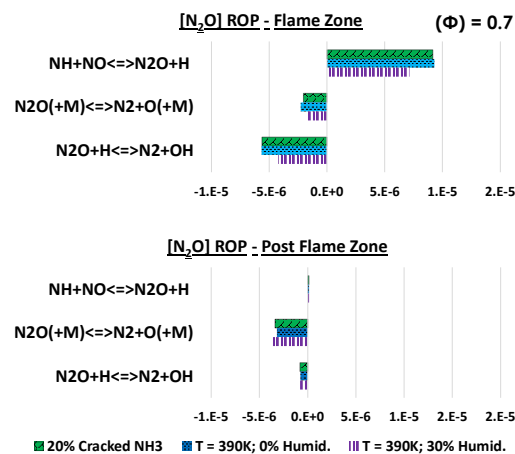 [N2O] ROP - Flame Zone
(Φ) = 0.7
NH+NO<=>N2O+H
N2O(+M)<=>N2+O(+M)
N2O+H<=>N2+OH
-1.E-5 -5.E-6 0.E+0 5.E-6 1.E-5 2.E-5
[N2O] ROP - Post Flame Zone
NH+NO<=>N2O+H
N2O(+M)<=>N2+O(+M)
N2O+H<=>N2+OH
-1.E-5 -5.E-6 0.E+0 5.E-6 1.E-5 2.E-5
20% Cracked NH3 T = 390K; 0% Humid. T = 390K; 30% Humid.